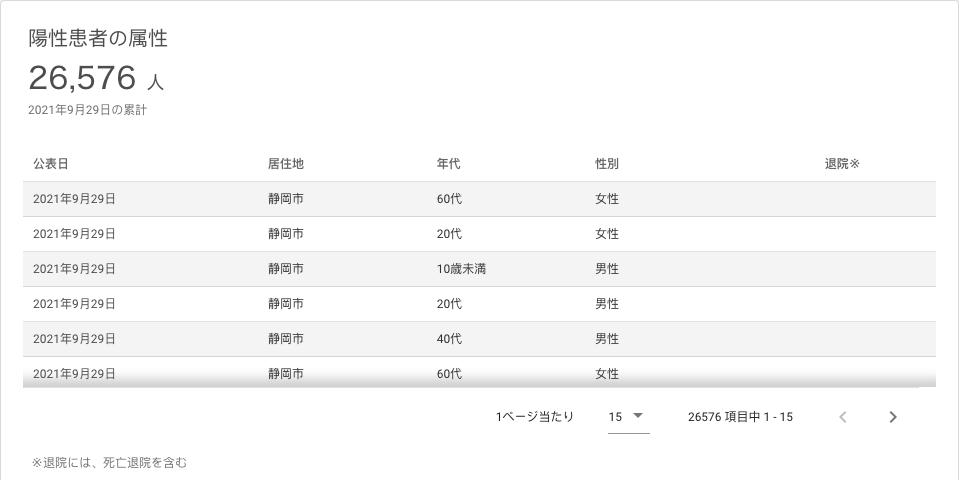 陽性患者の属性
26,576 人
2021年9月29日の累計
公表日 居住地 年代 性別 退院※
2021年9月29日 静岡市 60代 女性
2021年9月29日 静岡市 20代 女性
2021年9月29日 静岡市 10歳未満 男性
2021年9月29日 静岡市 20代 男性
2021年9月29日 静岡市 40代 男性
2021年9月29日 静岡市 60代 女性
1ページ当たり 15 26576 項目中 1 - 15
※退院には、死亡退院を含む